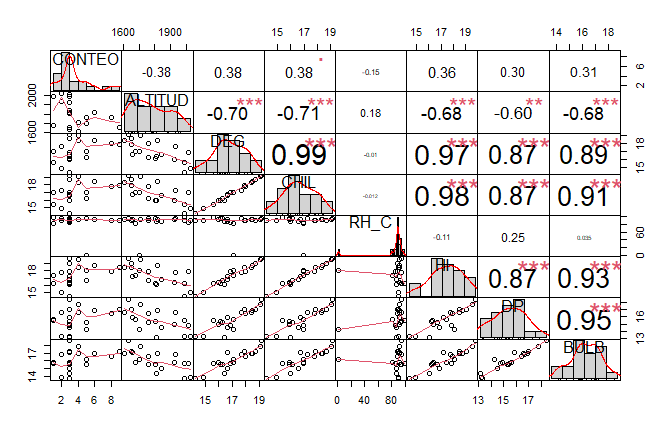 1600 1900 15 17 19 15 17 19 14 16 18
CONTEO -0.38 0.38 0.38 . -0.15 0.36 0.30 0.31 2 4 6
1600 2000 ALTITUD -0.70 *** -0.71 *** 0.18 -0.68 *** -0.60 ** -0.68 ***
0.99 *** -0.01 0.97 *** 0.87 *** 0.89 *** 15 18
15 18 CHIL -0.012 0.98 *** 0.87 *** 0.91 ***
RH_C -0.11 0.25 0.035 0 60
15 18 0.87 *** 0.93 ***
0.95 *** 13 16
14 17 BULB
2 4 6 8 15 17 19 0 40 80 13 15 17